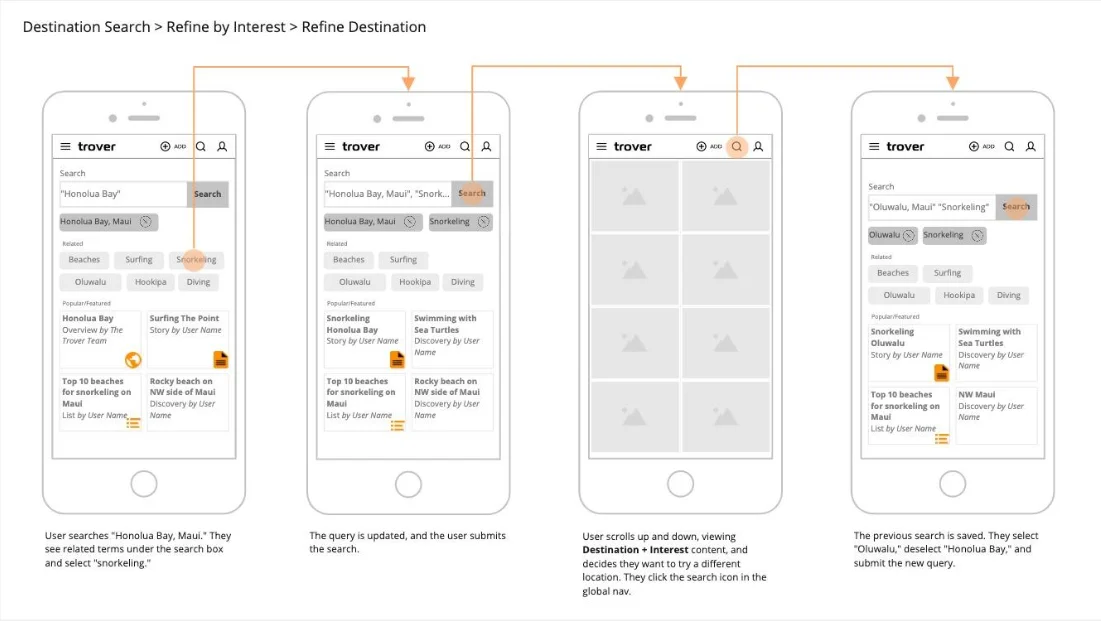 Destination Search > Refine by Interest > Refine Destination
trover
ADD
Search
"Honolua Bay"
Search
Honolua Bay, Maui
Related
Beaches
Surfing
Snorkeling
Oluwalu
Hookipa
Diving
Popular/Featured
Honolua Bay
Overview by The
Trover Team
Surfing The Point
Story by User Name
Top 10 beaches
for snorkeling on
Maui
List by User Name
Rocky beach on
NW side of Maui
Discovery by User
Name
User searches "Honolua Bay, Maui." They
see related terms under the search box
and select "snorkeling."
trover
ADD
Search
"Honolua Bay, Maui", "Snork...
Search
Honolua Bay, Maui
Snorkeling
Related
Beaches
Surfing
Oluwalu
Hookipa
Diving
Popular/Featured
Snorkeling
Honolua Bay
Story by User Name
Swimming with
Sea Turtles
Discovery by User
Name
Top 10 beaches
for snorkeling on
Maui
List by User Name
Rocky beach on
NW side of Maui
Discovery by User
Name
The query is updated, and the user submits
the search.
trover
ADD
User scrolls up and down, viewing
Destination + Interest content, and
decides they want to try a different
location. They click the search icon in the
global nav.
trover
ADD
Search
"Oluwalu, Maui" "Snorkeling"
Search
Oluwalu
Snorkeling
Related
Beaches
Surfing
Oluwalu
Hookipa
Diving
Popular/Featured
Snorkeling
Oluwalu
Story by User Name
Swimming with
Sea Turtles
Discovery by User
Name
Top 10 beaches
for snorkeling on
Maui
List by User Name
NW Maui
Discovery by User
Name
The previous search is saved. They select
"Oluwalu," deselect "Honolua Bay," and
submit the new query.